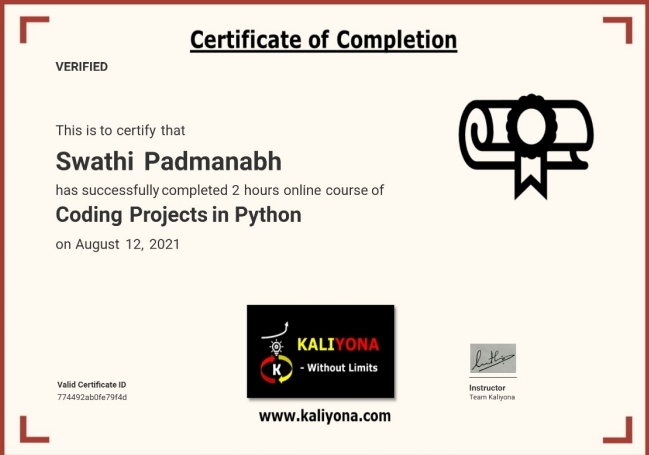 Certificate of Completion
VERIFIED
This is to certify that
Swathi Padmanabh
has successfully completed 2 hours online course of
Coding Projects in Python
on August 12, 2021
KALIYONA
K
- Without Limits
Valid Certificate ID
774492ab0fe79f4d
Instructor
Team Kaliyona
www.kaliyona.com